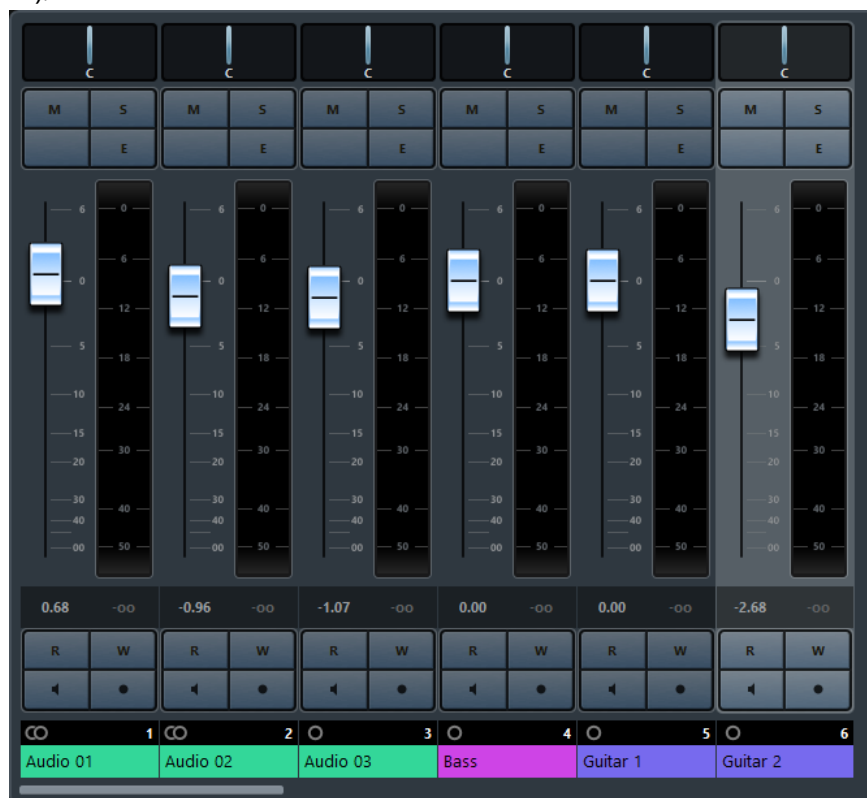 ).
C C C C C C
M S M S M S M S M S M S
E E E E E E
6 0 6 0 6 0 6 0 6 0 6 0
6 6 6 6 6 6
0 0 0 0 0 0
12 12 12 12 12 12
5 18 5 18 5 18 5 18 5 18 5 18
10 24 10 24 10 24 10 24 10 24 10 24
15 15 15 15 15 15
20 30 20 30 20 30 20 30 20 30 20 30
30 30 30 30 30 30
40 40 40 40 40 40 40 40 40 40 40 40
00 50 00 50 00 50 00 50 00 50 00 50
0.68 -oo -0.96 -oo -1.07 -oo 0.00 -oo 0.00 -oo -2.68 -oo
R W R W R W R W R W R W
1 2 3 4 5 6
Audio 01 Audio 02 Audio 03 Bass Guitar 1 Guitar 2